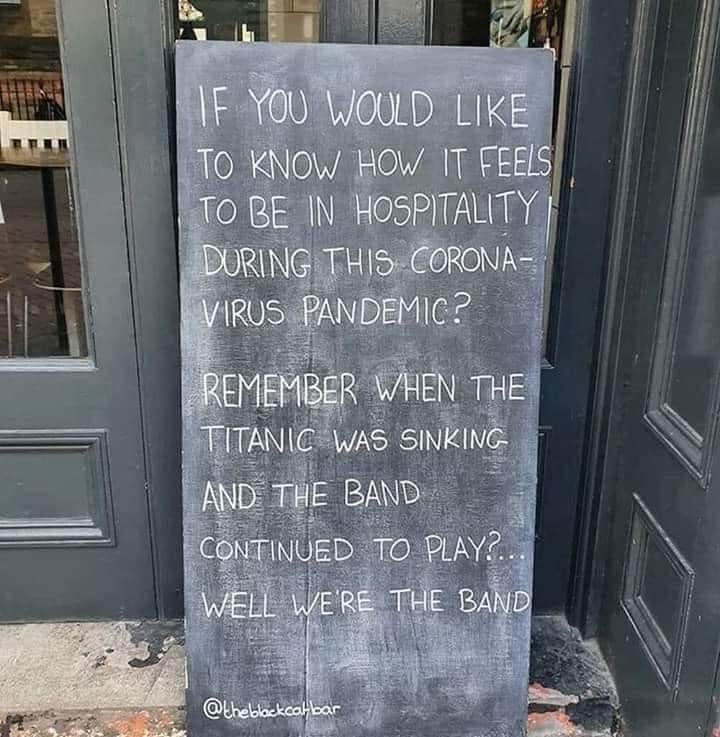 IF YOU WOULD LIKE
TO KNOW HOW IT FEELS
TO BE IN HOSPITALITY
DURING THIS CORONA-
VIRUS PANDEMIC?
REMEMBER WHEN THE
TITANIC WAS SINKING
AND THE BAND
CONTINUED TO PLAY?...
WELL WE'RE THE BAND
@theblackcatbar